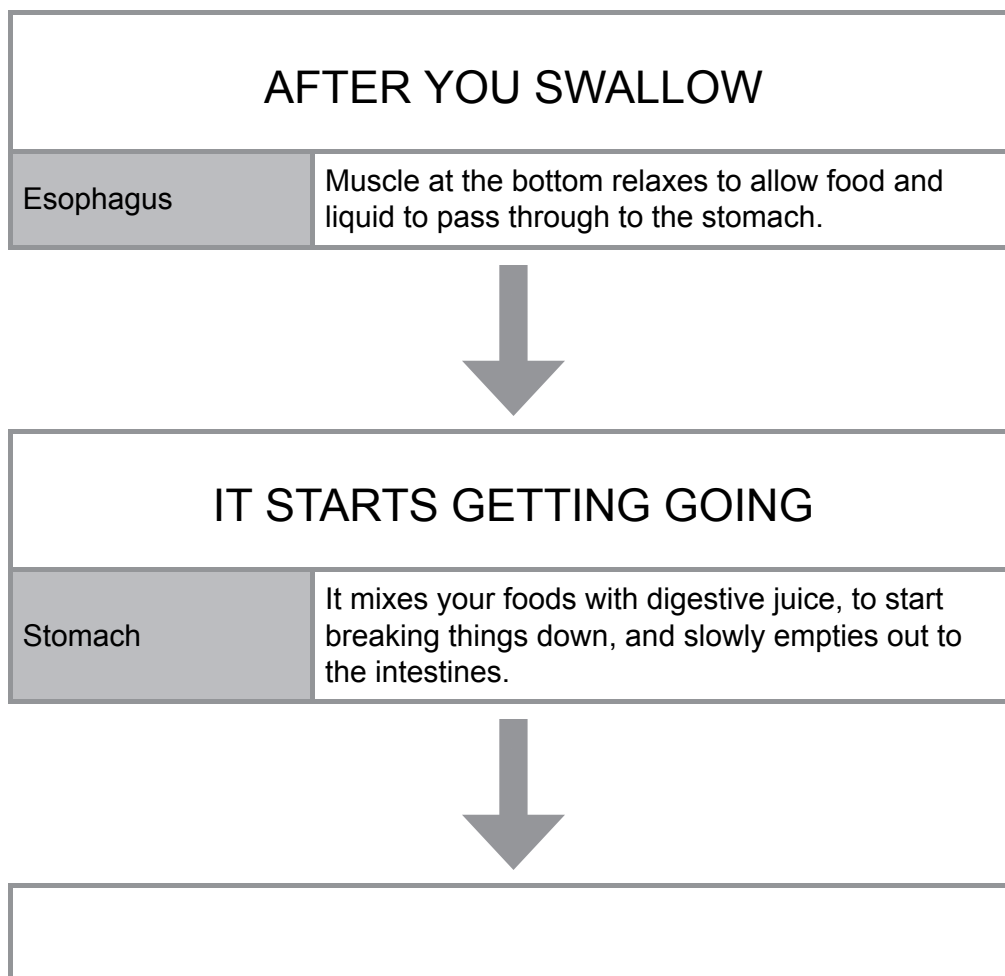 AFTER YOU SWALLOW
Esophagus
Muscle at the bottom relaxes to allow food and
liquid to pass through to the stomach.
IT STARTS GETTING GOING
Stomach
It mixes your foods with digestive juice, to start
breaking things down, and slowly empties out to
the intestines.